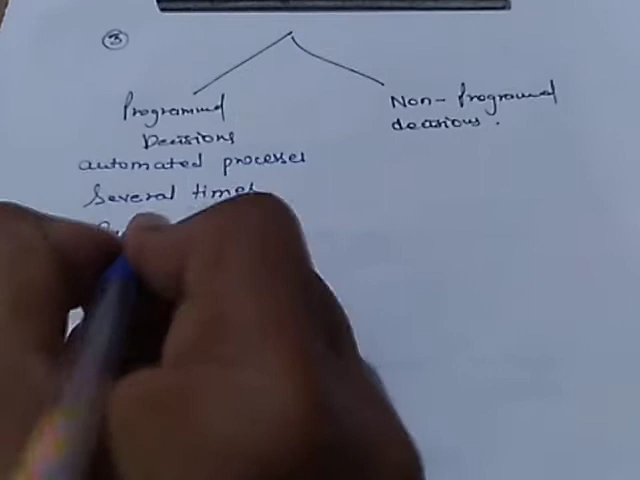 3
Programmed
Decisions
automated processes
Several times
Non-Programmed
decisions.